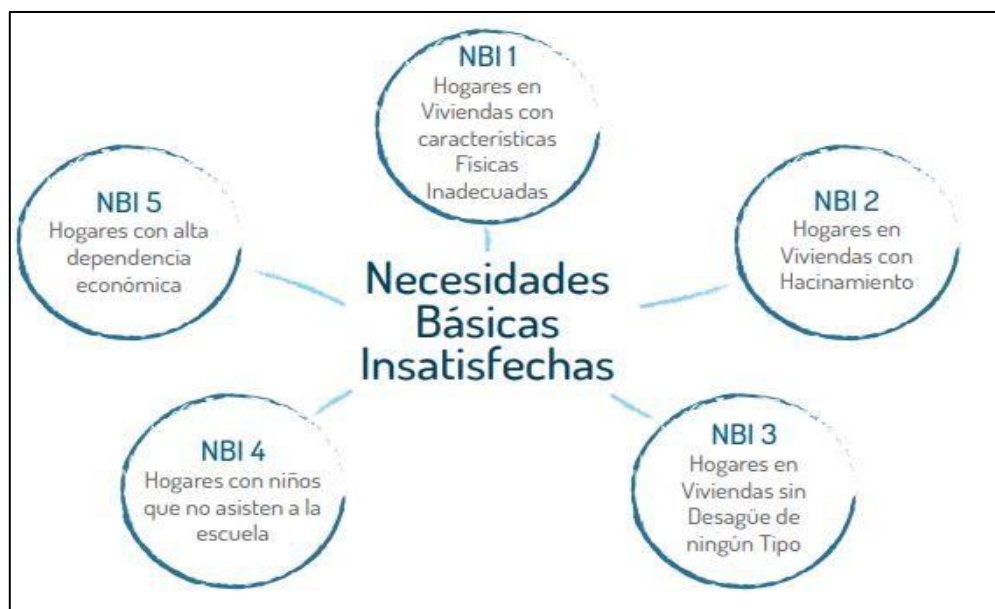 NBI 1
Hogares en
Viviendas con
características
Físicas
Inadecuadas
NBI 5
Hogares con alta
dependencia
económica
NBI 2
Hogares en
Viviendas con
Hacinamiento
Necesidades
Básicas
Insatisfechas
NBI 4
Hogares con niños
que no asisten a la
escuela
NBI 3
Hogares en
Viviendas sin
Desagüe de
ningún Tipo